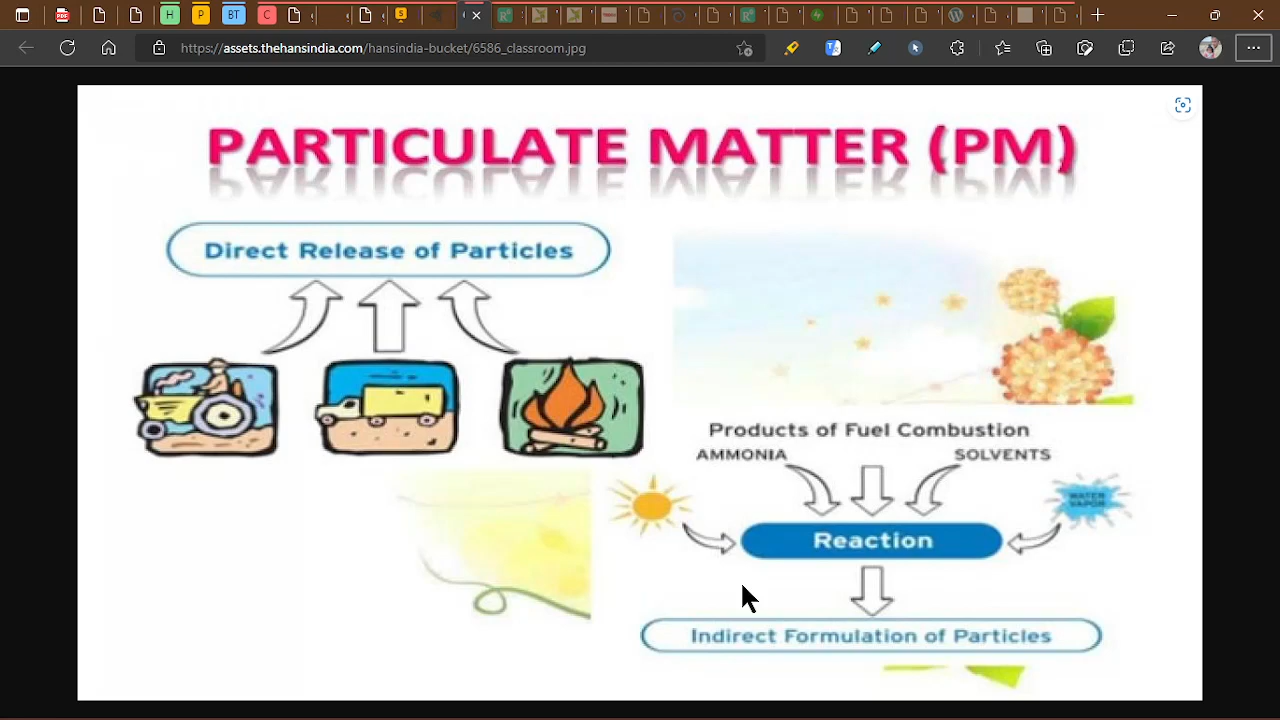 H
P
BT
C
https://assets.thehansindia.com/hansindia-bucket/6586_classroom.jpg
PARTICULATE MATTER (PM)
Direct Release of Particles
Products of Fuel Combustion
AMMONIA
SOLVENTS
WATER
VAPOR
Reaction
Indirect Formulation of Particles